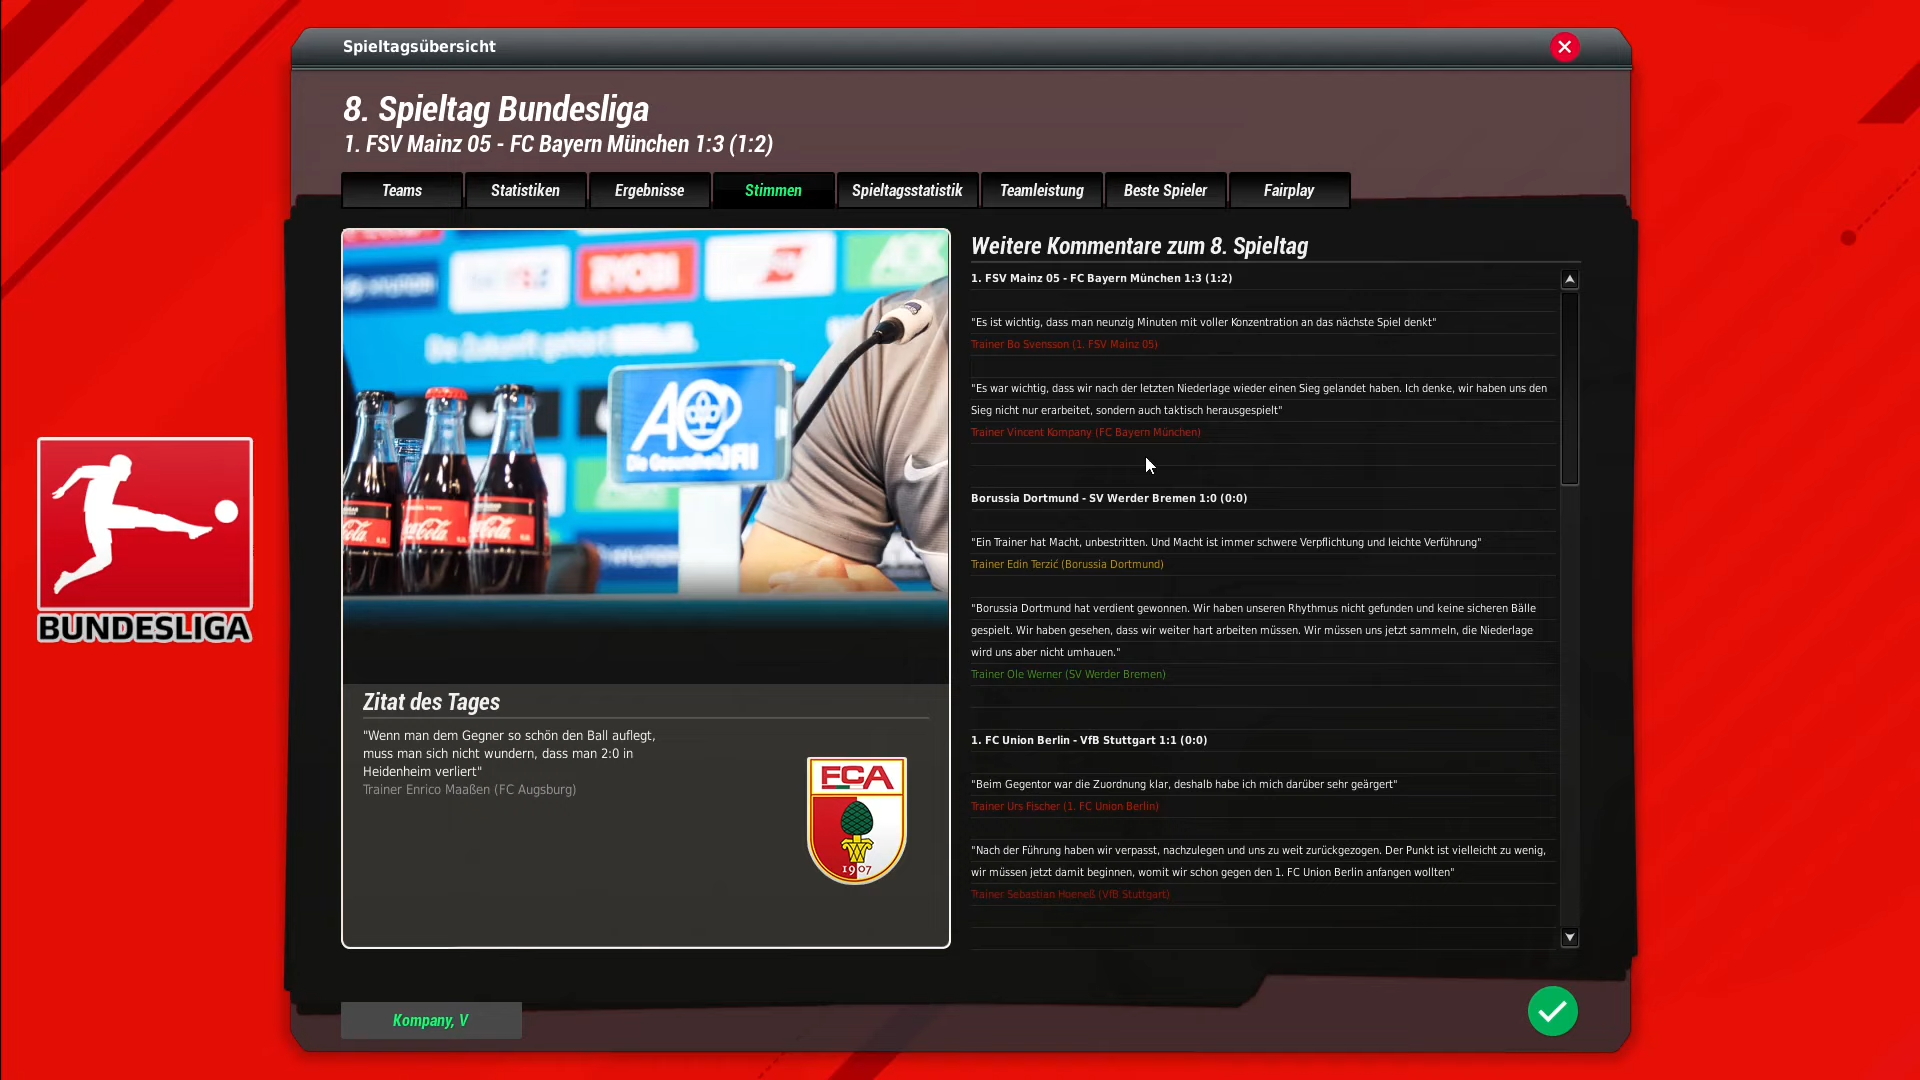 Spieltagsübersicht
8. Spieltag Bundesliga
1. FSV Mainz 05 - FC Bayern München 1:3 (1:2)
Teams
Statistiken
Ergebnisse
Stimmen
Spieltagsstatistik
Teamleistung
Beste Spieler
Fairplay
RYOBI
AOK
Die Gesundheit
Coca-Cola
Coca-Cola
Coca-Cola
Zitat des Tages
"Wenn man dem Gegner so schön den Ball auflegt,
muss man sich nicht wundern, dass man 2:0 in
Heidenheim verliert"
Trainer Enrico Maaßen (FC Augsburg)
FCA
1907
Weitere Kommentare zum 8. Spieltag
1. FSV Mainz 05 - FC Bayern München 1:3 (1:2)
"Es ist wichtig, dass man neunzig Minuten mit voller Konzentration an das nächste Spiel denkt"
Trainer Bo Svensson (1. FSV Mainz 05)
"Es war wichtig, dass wir nach der letzten Niederlage wieder einen Sieg gelandet haben. Ich denke, wir haben uns den
Sieg nicht nur erarbeitet, sondern auch taktisch herausgespielt"
Trainer Vincent Kompany (FC Bayern München)
Borussia Dortmund - SV Werder Bremen 1:0 (0:0)
"Ein Trainer hat Macht, unbestritten. Und Macht ist immer schwere Verpflichtung und leichte Verführung"
Trainer Edin Terzić (Borussia Dortmund)
"Borussia Dortmund hat verdient gewonnen. Wir haben unseren Rhythmus nicht gefunden und keine sicheren Bälle
gespielt. Wir haben gesehen, dass wir weiter hart arbeiten müssen. Wir müssen uns jetzt sammeln, die Niederlage
wird uns aber nicht umhauen."
Trainer Ole Werner (SV Werder Bremen)
1. FC Union Berlin - VfB Stuttgart 1:1 (0:0)
"Beim Gegentor war die Zuordnung klar, deshalb habe ich mich darüber sehr geärgert"
Trainer Urs Fischer (1. FC Union Berlin)
"Nach der Führung haben wir verpasst, nachzulegen und uns zu weit zurückgezogen. Der Punkt ist vielleicht zu wenig,
wir müssen jetzt damit beginnen, womit wir schon gegen den 1. FC Union Berlin anfangen wollten"
Trainer Sebastian Hoeneß (VfB Stuttgart)
BUNDESLIGA
Kompany, V